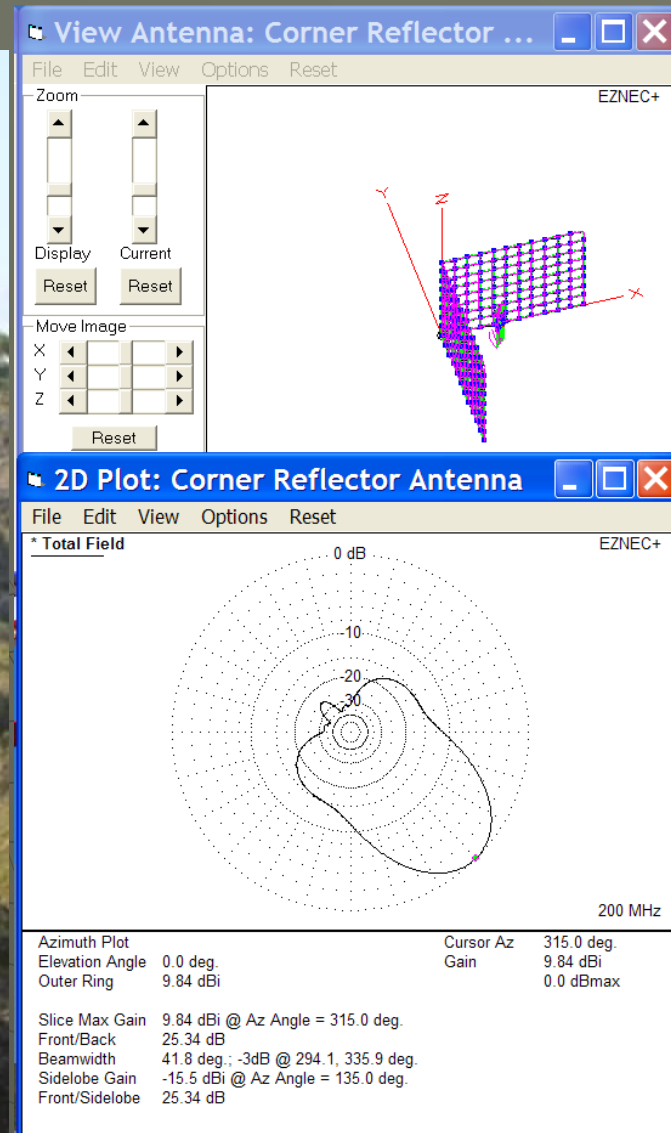 View Antenna: Corner Reflector ...
File Edit View Options Reset
Zoom
EZNEC+
Display Current
Reset Reset
Move Image
X
Y
Z
Reset
Y
Z
X
2D Plot: Corner Reflector Antenna
File Edit View Options Reset
* Total Field
EZNEC+
0 dB
-10
-20
-30
200 MHz
Azimuth Plot Cursor Az 315.0 deg.
Elevation Angle 0.0 deg. Gain 9.84 dBi
Outer Ring 9.84 dBi 0.0 dBmax
Slice Max Gain 9.84 dBi @ Az Angle = 315.0 deg.
Front/Back 25.34 dB
Beamwidth 41.8 deg.; -3dB @ 294.1, 335.9 deg.
Sidelobe Gain -15.5 dBi @ Az Angle = 135.0 deg.
Front/Sidelobe 25.34 dB